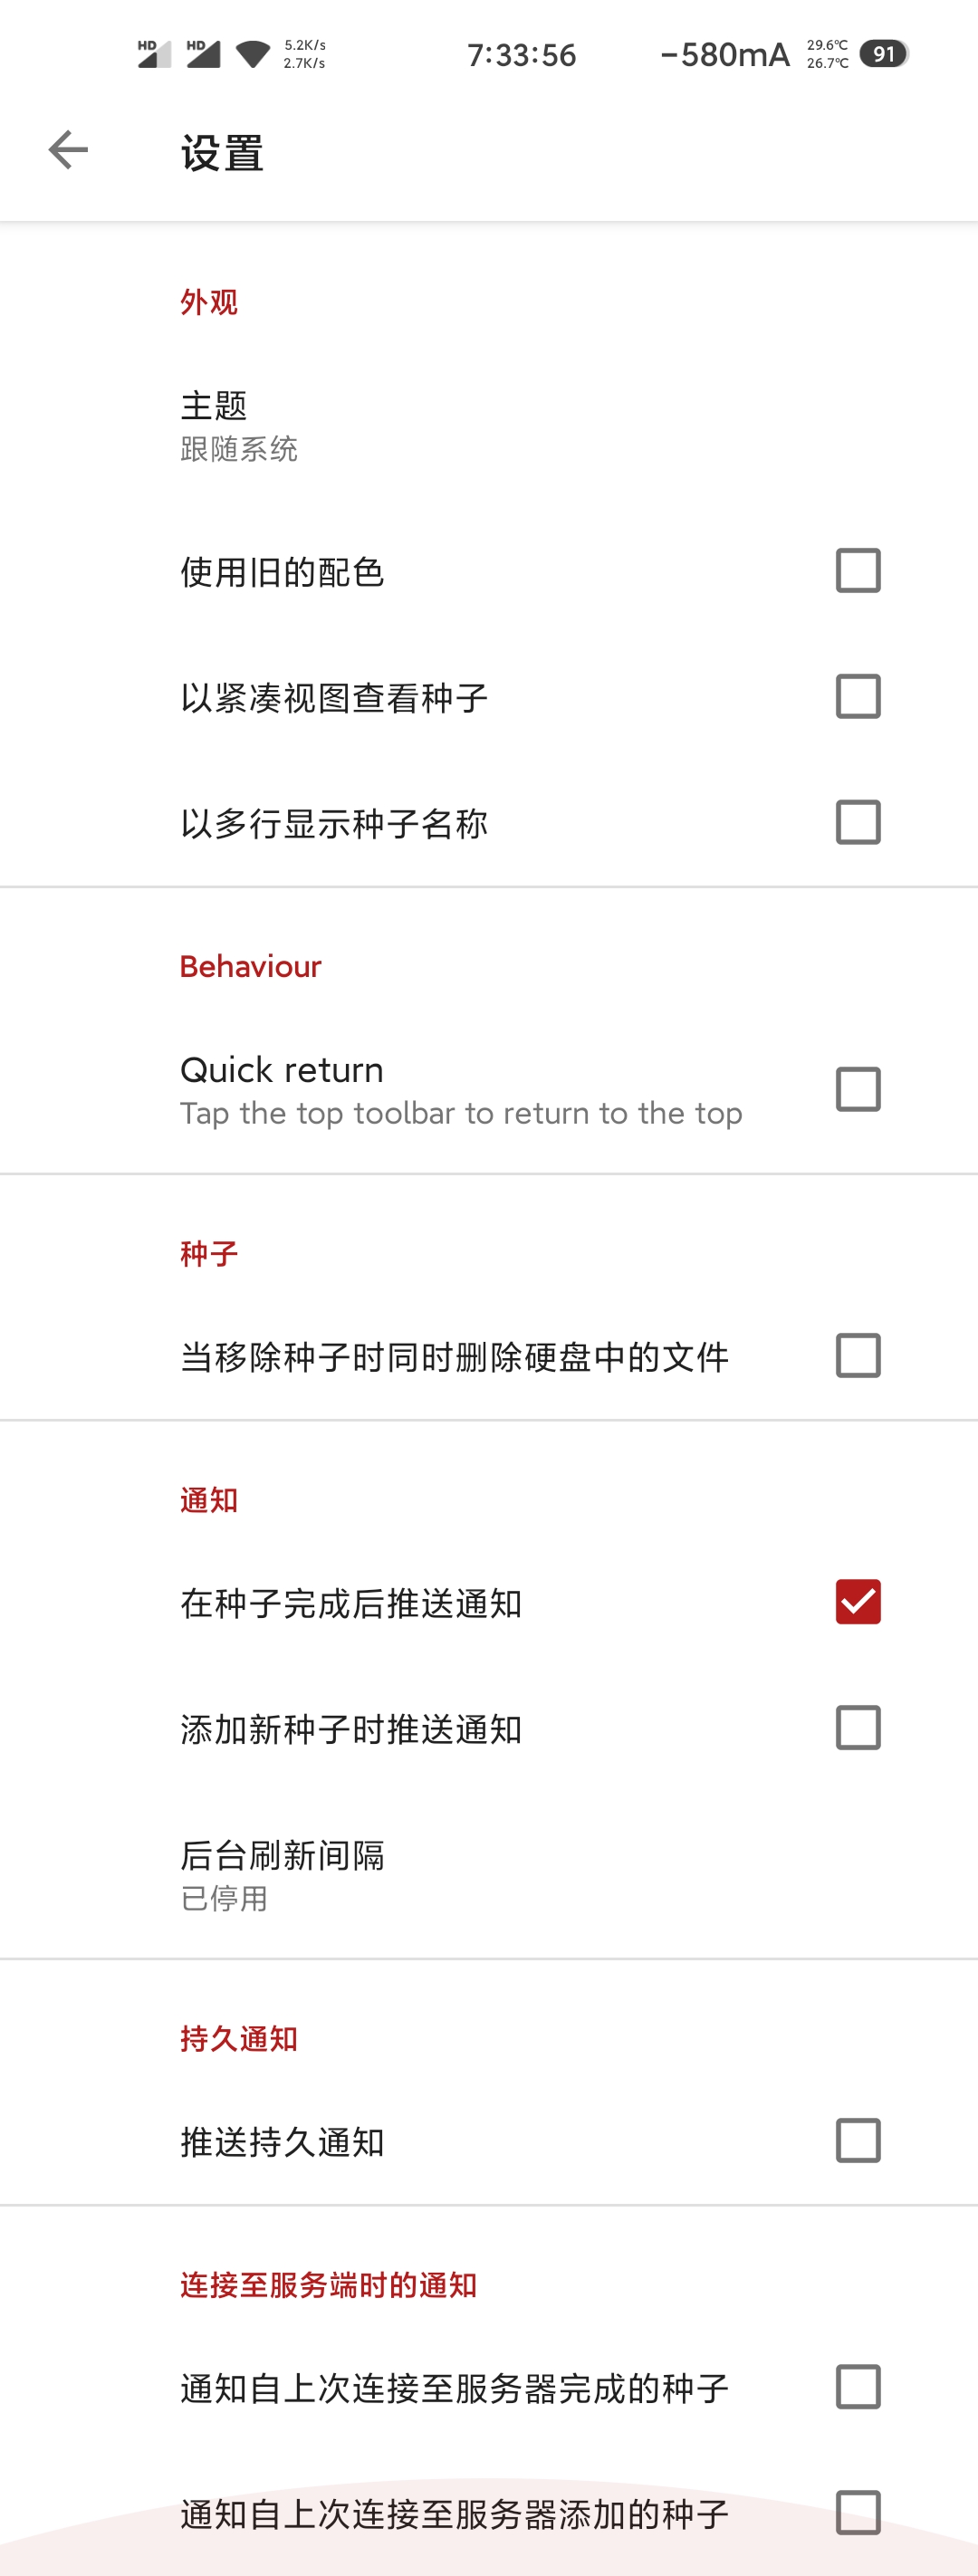 HD HD 5.2K/s 7:33:56 -580mA 29.6℃ 91
2.7K/s 26.7℃
设置
外观
主题
跟随系统
使用旧的配色
以紧凑视图查看种子
以多行显示种子名称
Behaviour
Quick return
Tap the top toolbar to return to the top
种子
当移除种子时同时删除硬盘中的文件
通知
在种子完成后推送通知
添加新种子时推送通知
后台刷新间隔
已停用
持久通知
推送持久通知
连接至服务端时的通知
通知自上次连接至服务器完成的种子
通知自上次连接至服务器添加的种子